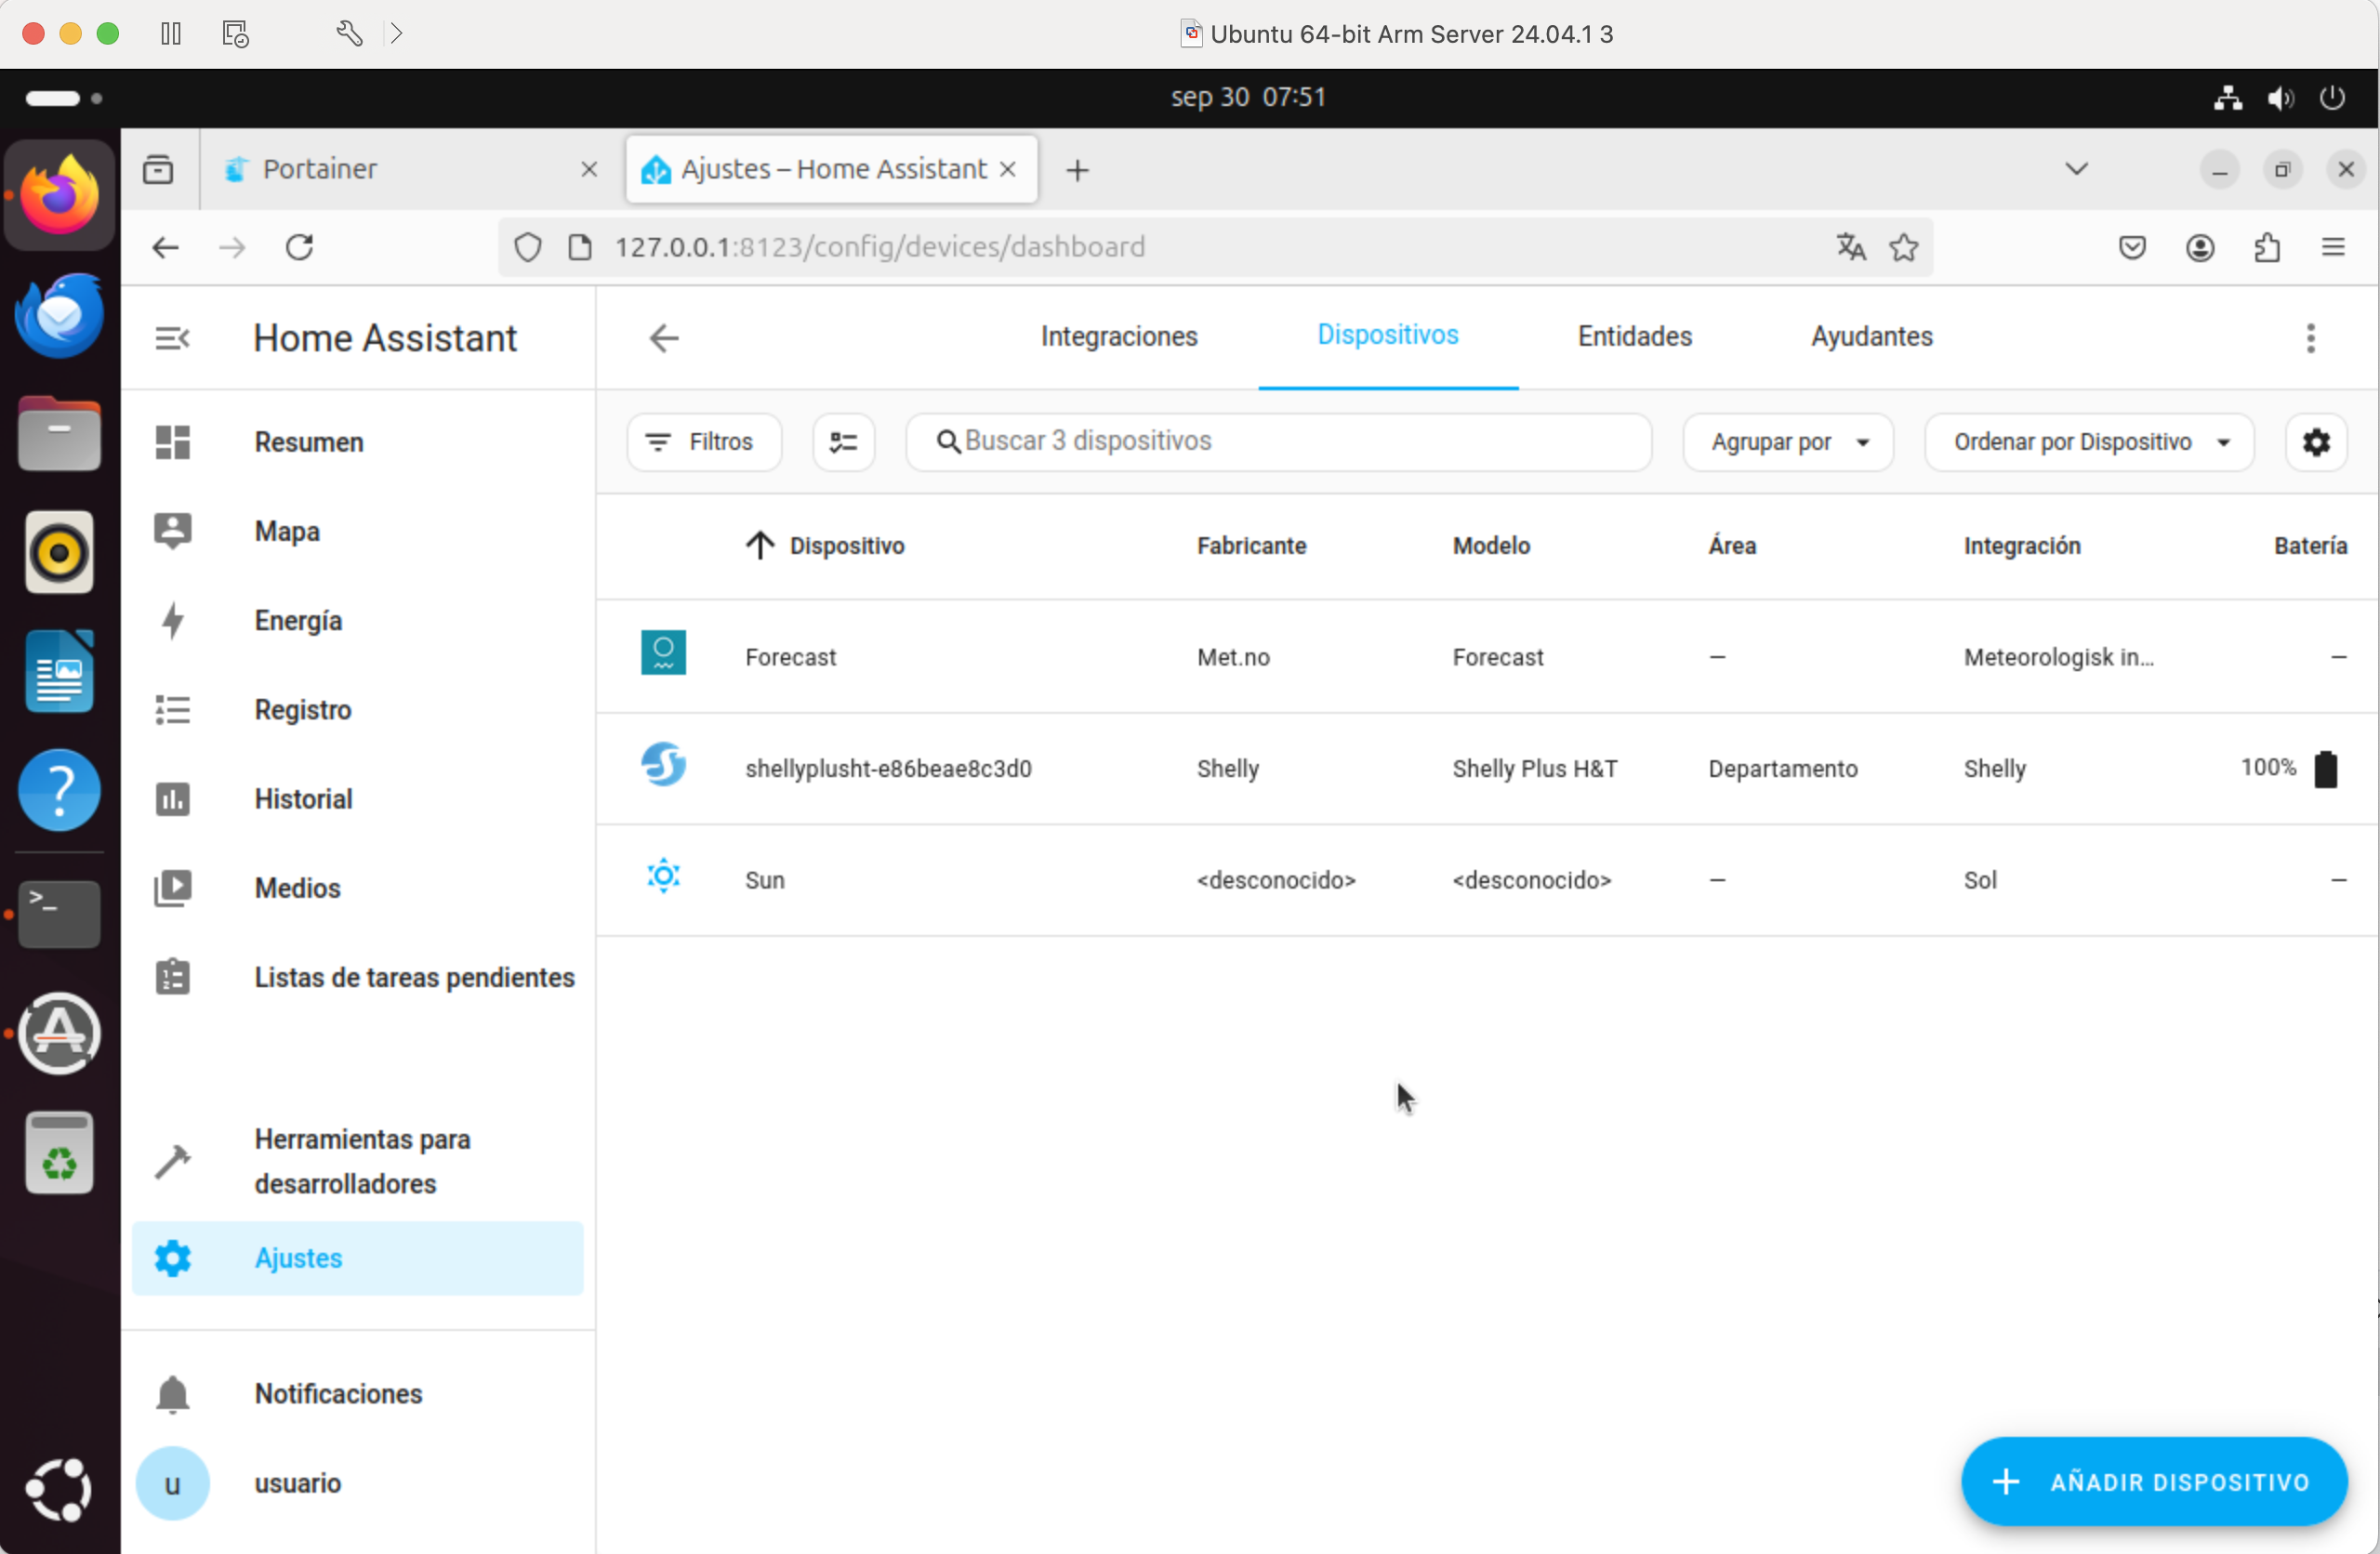 Ubuntu 64-bit Arm Server 24.04.1 3
sep 30 07:51
Portainer
Ajustes – Home Assistant
127.0.0.1:8123/config/devices/dashboard
Home Assistant
Integraciones
Dispositivos
Entidades
Ayudantes
Filtros
Buscar 3 dispositivos
Agrupar por
Ordenar por Dispositivo
Resumen
Mapa
Energía
Registro
Historial
Medios
Listas de tareas pendientes
Herramientas para
desarrolladores
Ajustes
Notificaciones
u
usuario
Dispositivo Fabricante Modelo Área Integración Batería
Forecast Met.no Forecast – Meteorologisk in... –
shellyplusht-e86beae8c3d0 Shelly Shelly Plus H&T Departamento Shelly 100%
Sun <desconocido> <desconocido> – Sol –
AÑADIR DISPOSITIVO